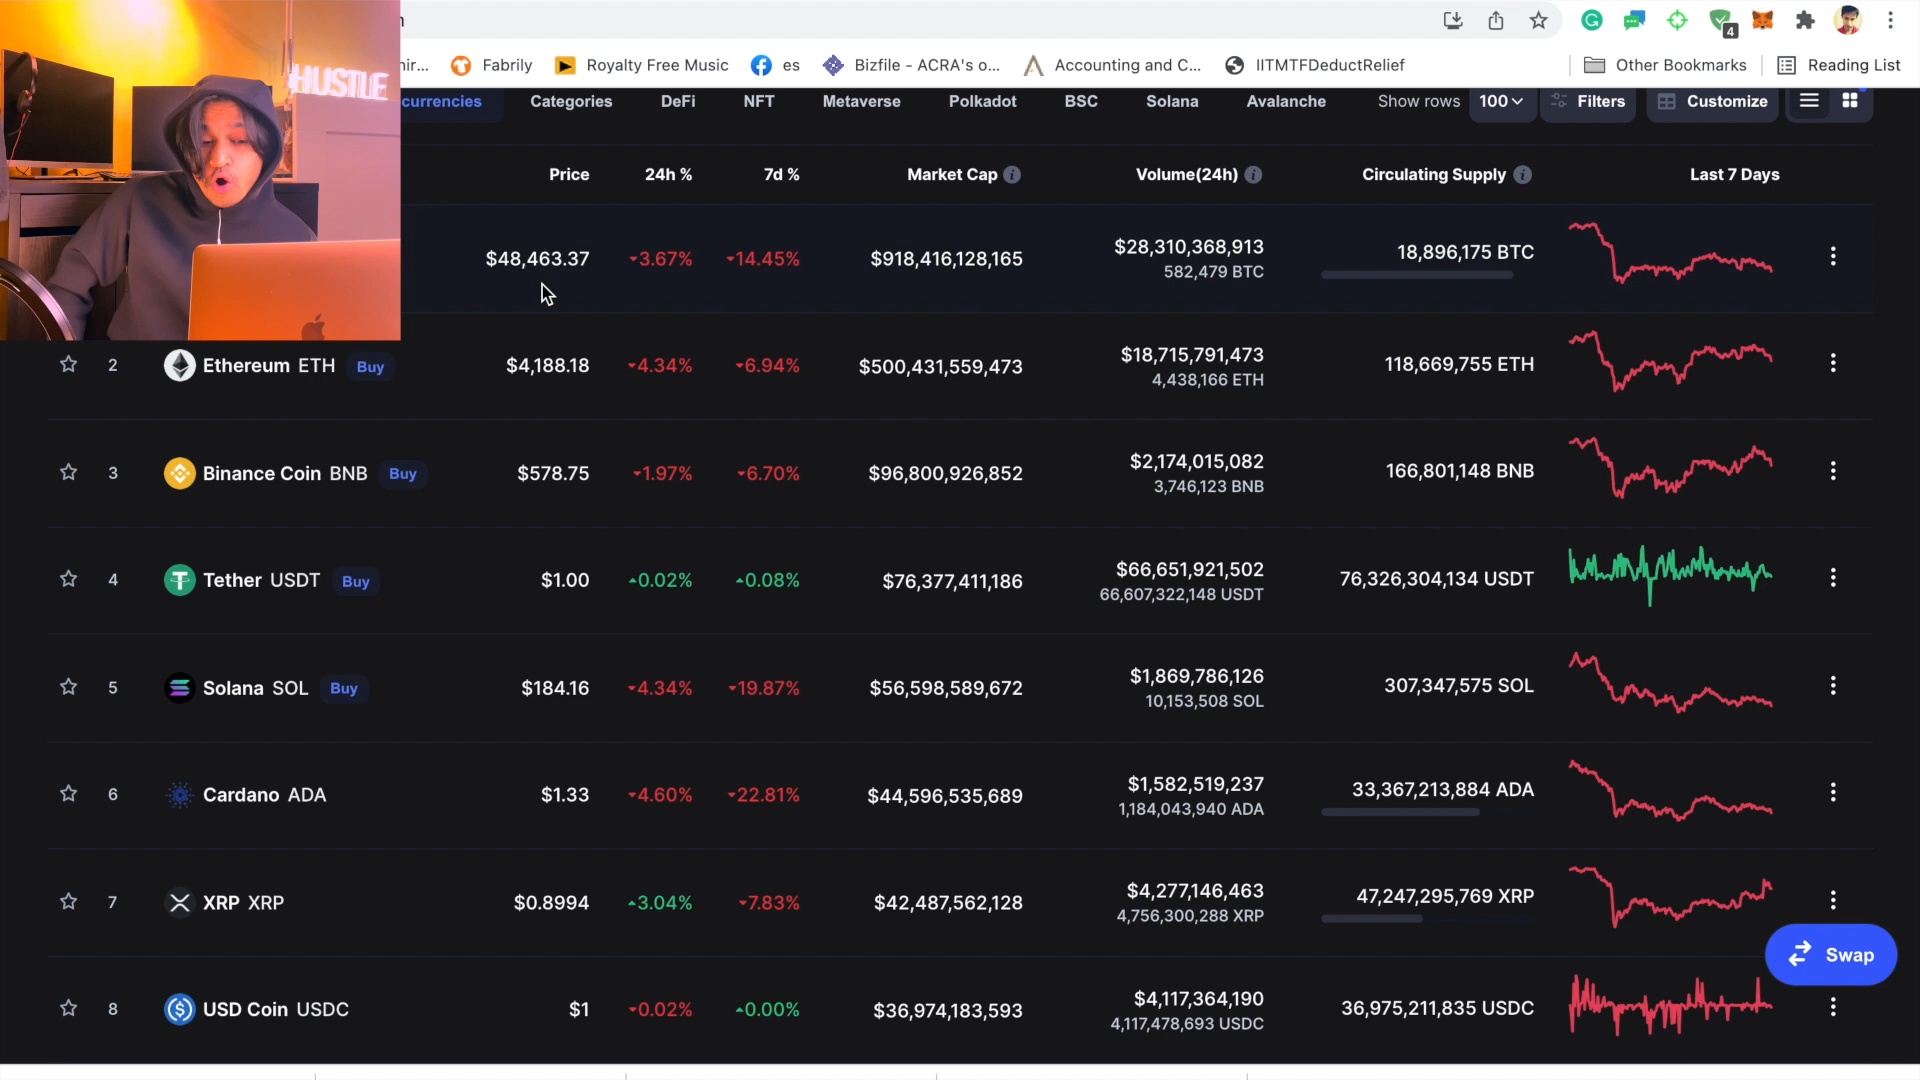 Fabrily
Royalty Free Music
es
Bizfile - ACRA's o...
Accounting and C...
IITMTFDeductRelief
Other Bookmarks
Reading List
4
HUSTLE
currencies
Categories
DeFi
NFT
Metaverse
Polkadot
BSC
Solana
Avalanche
Show rows
100
Filters
Customize
Price 24h % 7d % Market Cap Volume(24h) Circulating Supply Last 7 Days
$48,463.37 3.67% 14.45% $918,416,128,165 $28,310,368,913 18,896,175 BTC
582,479 BTC
2 Ethereum ETH Buy $4,188.18 4.34% 6.94% $500,431,559,473 $18,715,791,473 118,669,755 ETH
4,438,166 ETH
3 Binance Coin BNB Buy $578.75 1.97% 6.70% $96,800,926,852 $2,174,015,082 166,801,148 BNB
3,746,123 BNB
4 Tether USDT Buy $1.00 0.02% 0.08% $76,377,411,186 $66,651,921,502 76,326,304,134 USDT
66,607,322,148 USDT
5 Solana SOL Buy $184.16 4.34% 19.87% $56,598,589,672 $1,869,786,126 307,347,575 SOL
10,153,508 SOL
6 Cardano ADA $1.33 4.60% 22.81% $44,596,535,689 $1,582,519,237 33,367,213,884 ADA
1,184,043,940 ADA
7 XRP XRP $0.8994 3.04% 7.83% $42,487,562,128 $4,277,146,463 47,247,295,769 XRP
4,756,300,288 XRP
Swap
8 USD Coin USDC $1 0.02% 0.00% $36,974,183,593 $4,117,364,190 36,975,211,835 USDC
4,117,478,693 USDC